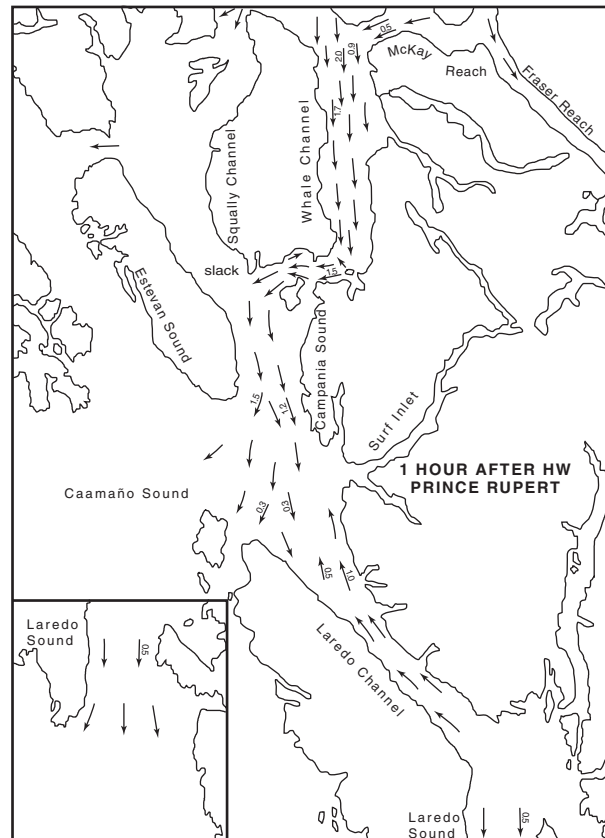 0.5
2.0
0.9
McKay
Reach
Fraser Reach
1.7
Squally Channel
Whale Channel
slack
1.5
Estevan Sound
Campania Sound
1.5
1.2
Surf Inlet
1 HOUR AFTER HW
PRINCE RUPERT
Caamaño Sound
0.3
0.3
0.5
1.0
Laredo
Sound
0.5
Laredo Channel
Laredo
Sound
0.5